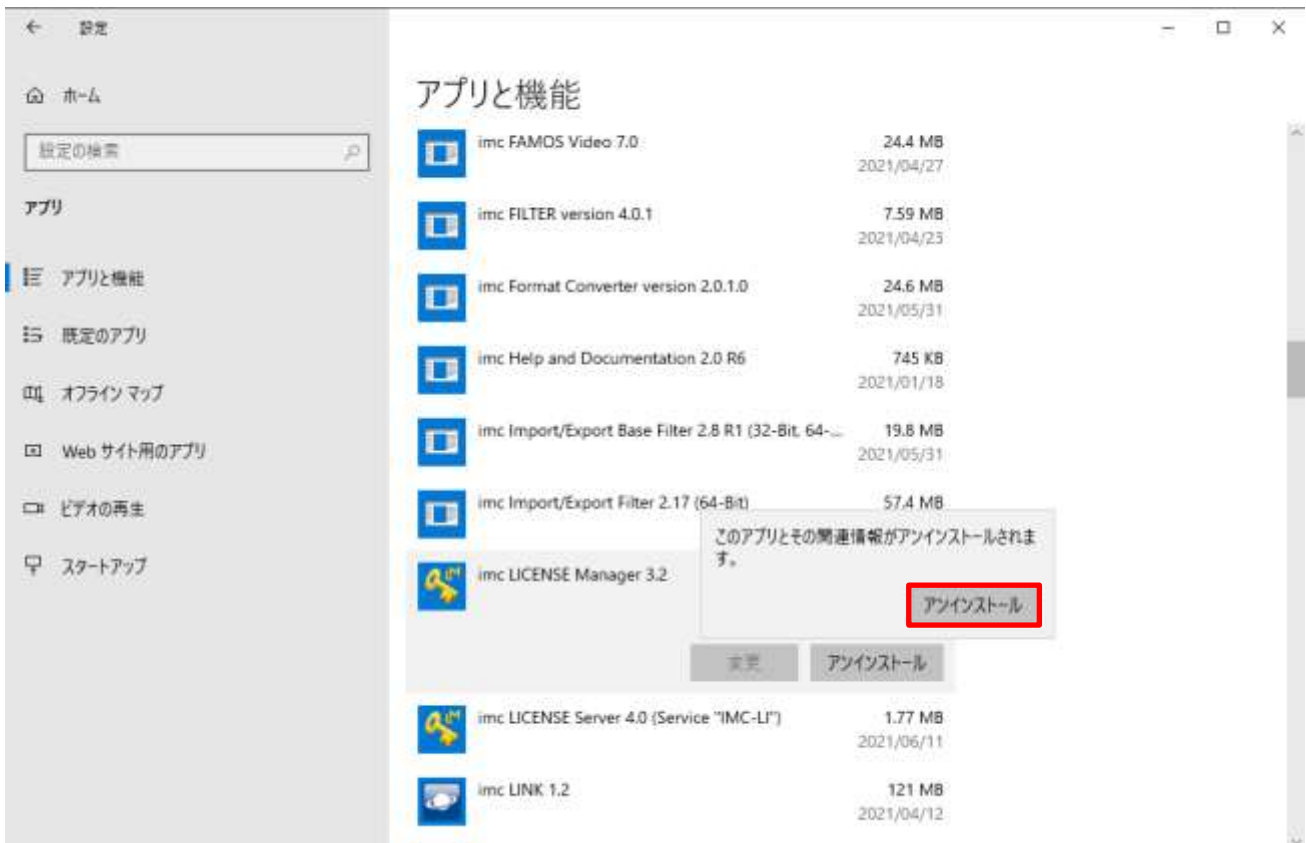 設定
ホーム
設定の検索
アプリ
アプリと機能
既定のアプリ
オフライン マップ
Web サイト用のアプリ
ビデオの再生
スタートアップ
アプリと機能
imc FAMOS Video 7.0 24.4 MB
2021/04/27
imc FILTER version 4.0.1 7.59 MB
2021/04/23
imc Format Converter version 2.0.1.0 24.6 MB
2021/05/31
imc Help and Documentation 2.0 R6 745 KB
2021/01/18
imc Import/Export Base Filter 2.8 R1 (32-Bit, 64-... 19.8 MB
2021/05/31
imc Import/Export Filter 2.17 (64-Bit) 57.4 MB
このアプリとその関連情報がアンインストールされま
す。
アンインストール
imc LICENSE Manager 3.2
変更 アンインストール
imc LICENSE Server 4.0 (Service "IMC-LI") 1.77 MB
2021/06/11
imc LINK 1.2 121 MB
2021/04/12